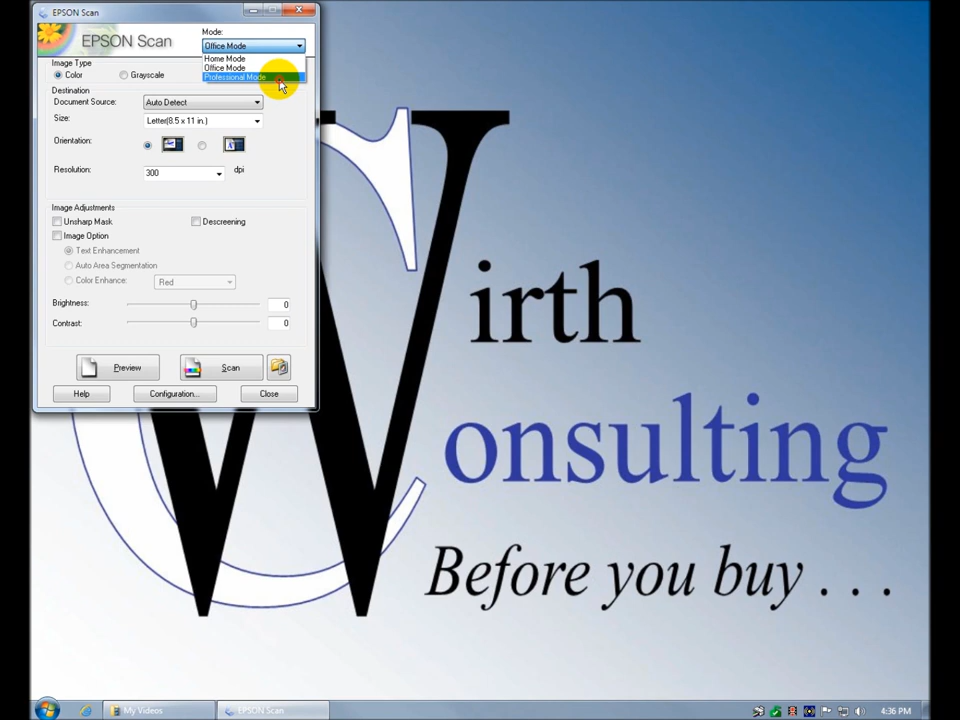 EPSON Scan
EPSON Scan
Mode:
Office Mode
Home Mode
Office Mode
Professional Mode
Image Type
Color
Grayscale
Destination
Document Source:
Auto Detect
Size:
Letter(8.5 x 11 in.)
Orientation:
Resolution:
300
dpi
Image Adjustments
Unsharp Mask
Descreening
Image Option
Text Enhancement
Auto Area Segmentation
Color Enhance:
Red
Brightness:
0
Contrast:
0
Preview
Scan
Help
Configuration...
Close
Wirth
Consulting
Before you buy . . .
My Videos
EPSON Scan
4:36 PM